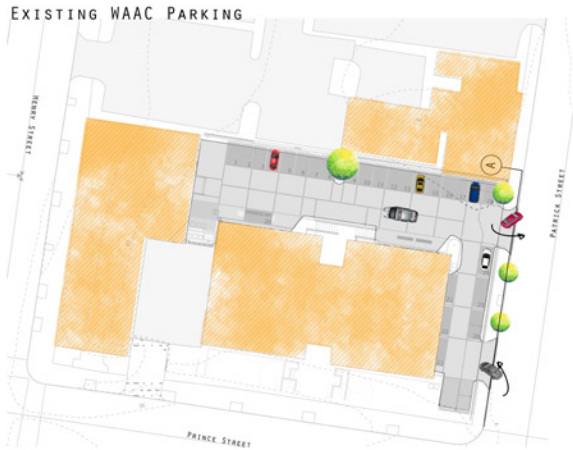 Existing WAAC Parking
Henry Street
A
Patrick Street
Prince Street